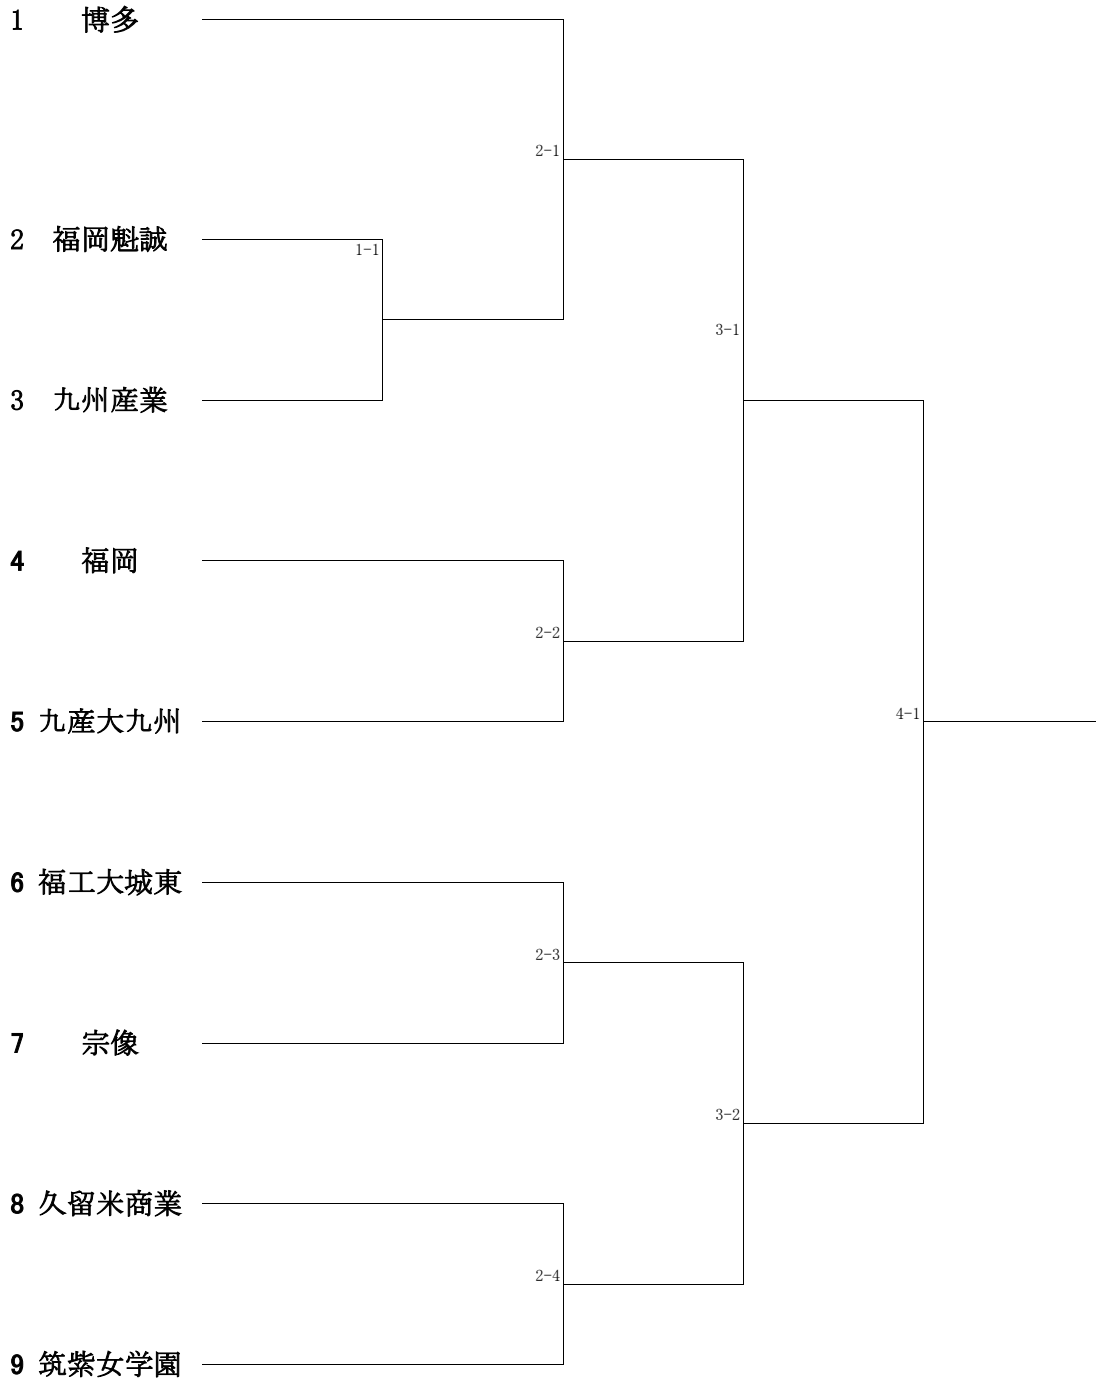 1 博多
2-1
2 福岡魁誠
1-1
3-1
3 九州産業
4 福岡
2-2
5 九産大九州
4-1
6 福工大城東
2-3
7 宗像
3-2
8 久留米商業
2-4
9 筑紫女学園